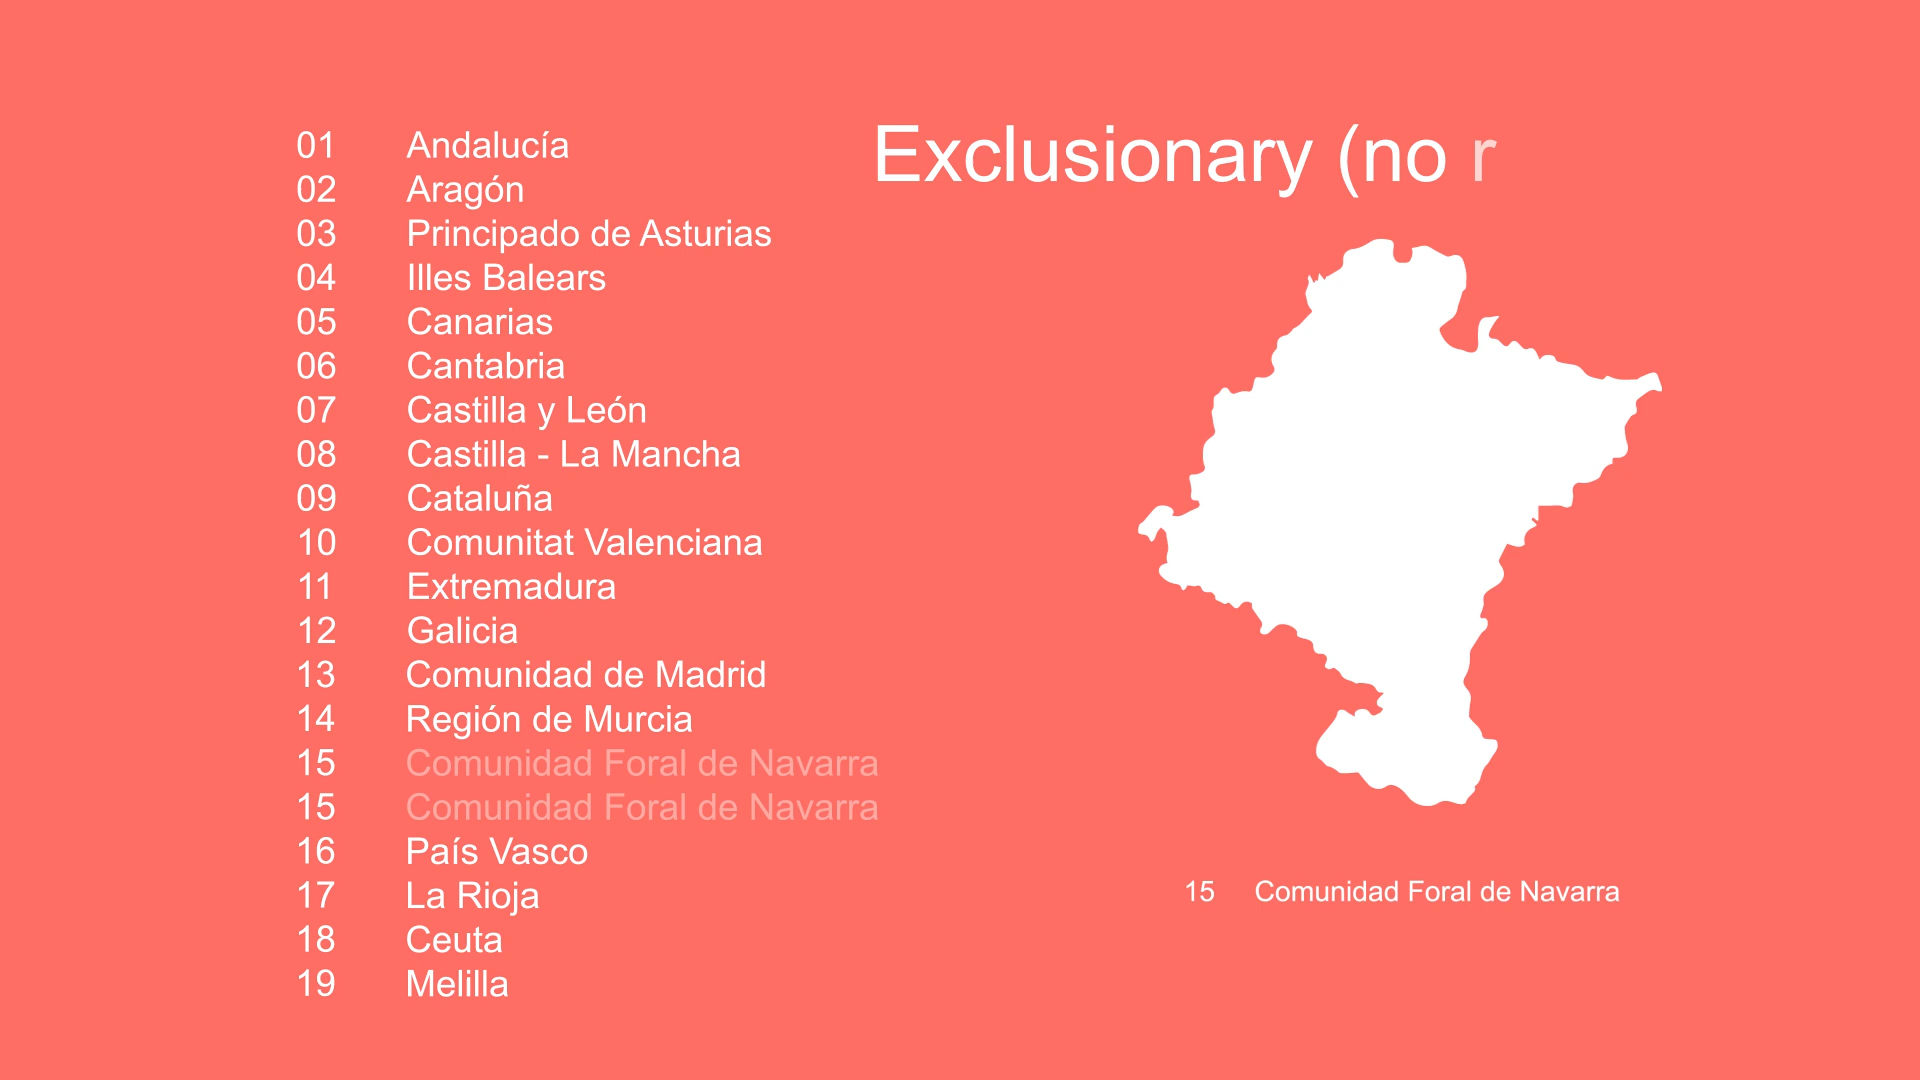 01 Andalucía
02 Aragón
03 Principado de Asturias
04 Illes Balears
05 Canarias
06 Cantabria
07 Castilla y León
08 Castilla - La Mancha
09 Cataluña
10 Comunitat Valenciana
11 Extremadura
12 Galicia
13 Comunidad de Madrid
14 Región de Murcia
15 Comunidad Foral de Navarra
15 Comunidad Foral de Navarra
16 País Vasco
17 La Rioja
18 Ceuta
19 Melilla
Exclusionary (no r
15 Comunidad Foral de Navarra